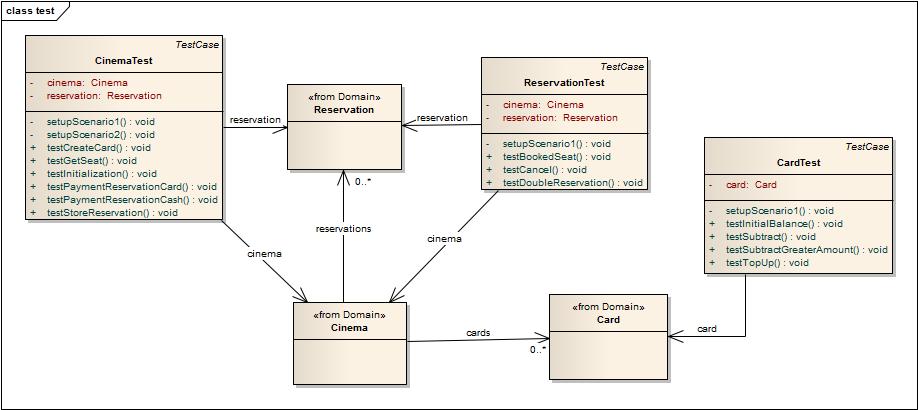 class test
TestCase
CinemaTest
- cinema: Cinema
- reservation: Reservation
- setupScenario1() : void
- setupScenario2() : void
+ testCreateCard() : void
+ testGetSeat() : void
+ testInitialization() : void
+ testPaymentReservationCard() : void
+ testPaymentReservationCash() : void
+ testStoreReservation() : void
reservation
«from Domain»
Reservation
reservation
TestCase
ReservationTest
- cinema: Cinema
- reservation: Reservation
- setupScenario1() : void
+ testBookedSeat() : void
+ testCancel() : void
+ testDoubleReservation() : void
TestCase
CardTest
- card: Card
- setupScenario1() : void
+ testInitialBalance() : void
+ testSubtract() : void
+ testSubtractGreaterAmount() : void
+ testTopUp() : void
0..*
reservations
cinema
cinema
«from Domain»
Cinema
cards
0..*
«from Domain»
Card
card